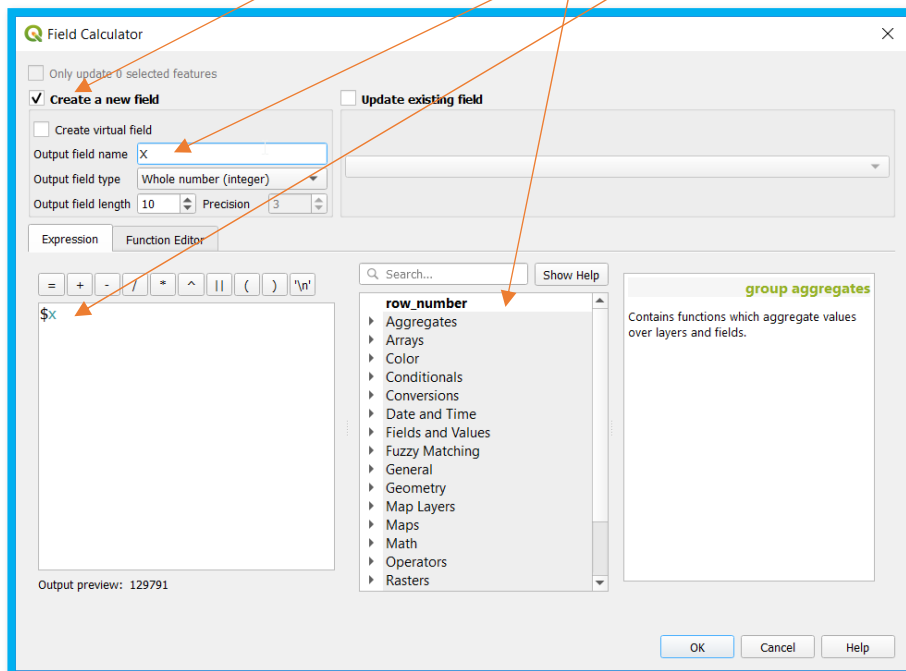 Field Calculator
Only update 0 selected features
Create a new field
Update existing field
Create virtual field
Output field name X
Output field type Whole number (integer)
Output field length 10 Precision 3
Expression Function Editor
= + - / * ^ || ( ) '\n'
$x
Output preview: 129791
Search... Show Help
row_number
Aggregates
Arrays
Color
Conditionals
Conversions
Date and Time
Fields and Values
Fuzzy Matching
General
Geometry
Map Layers
Maps
Math
Operators
Rasters
group aggregates
Contains functions which aggregate values
over layers and fields.
OK Cancel Help